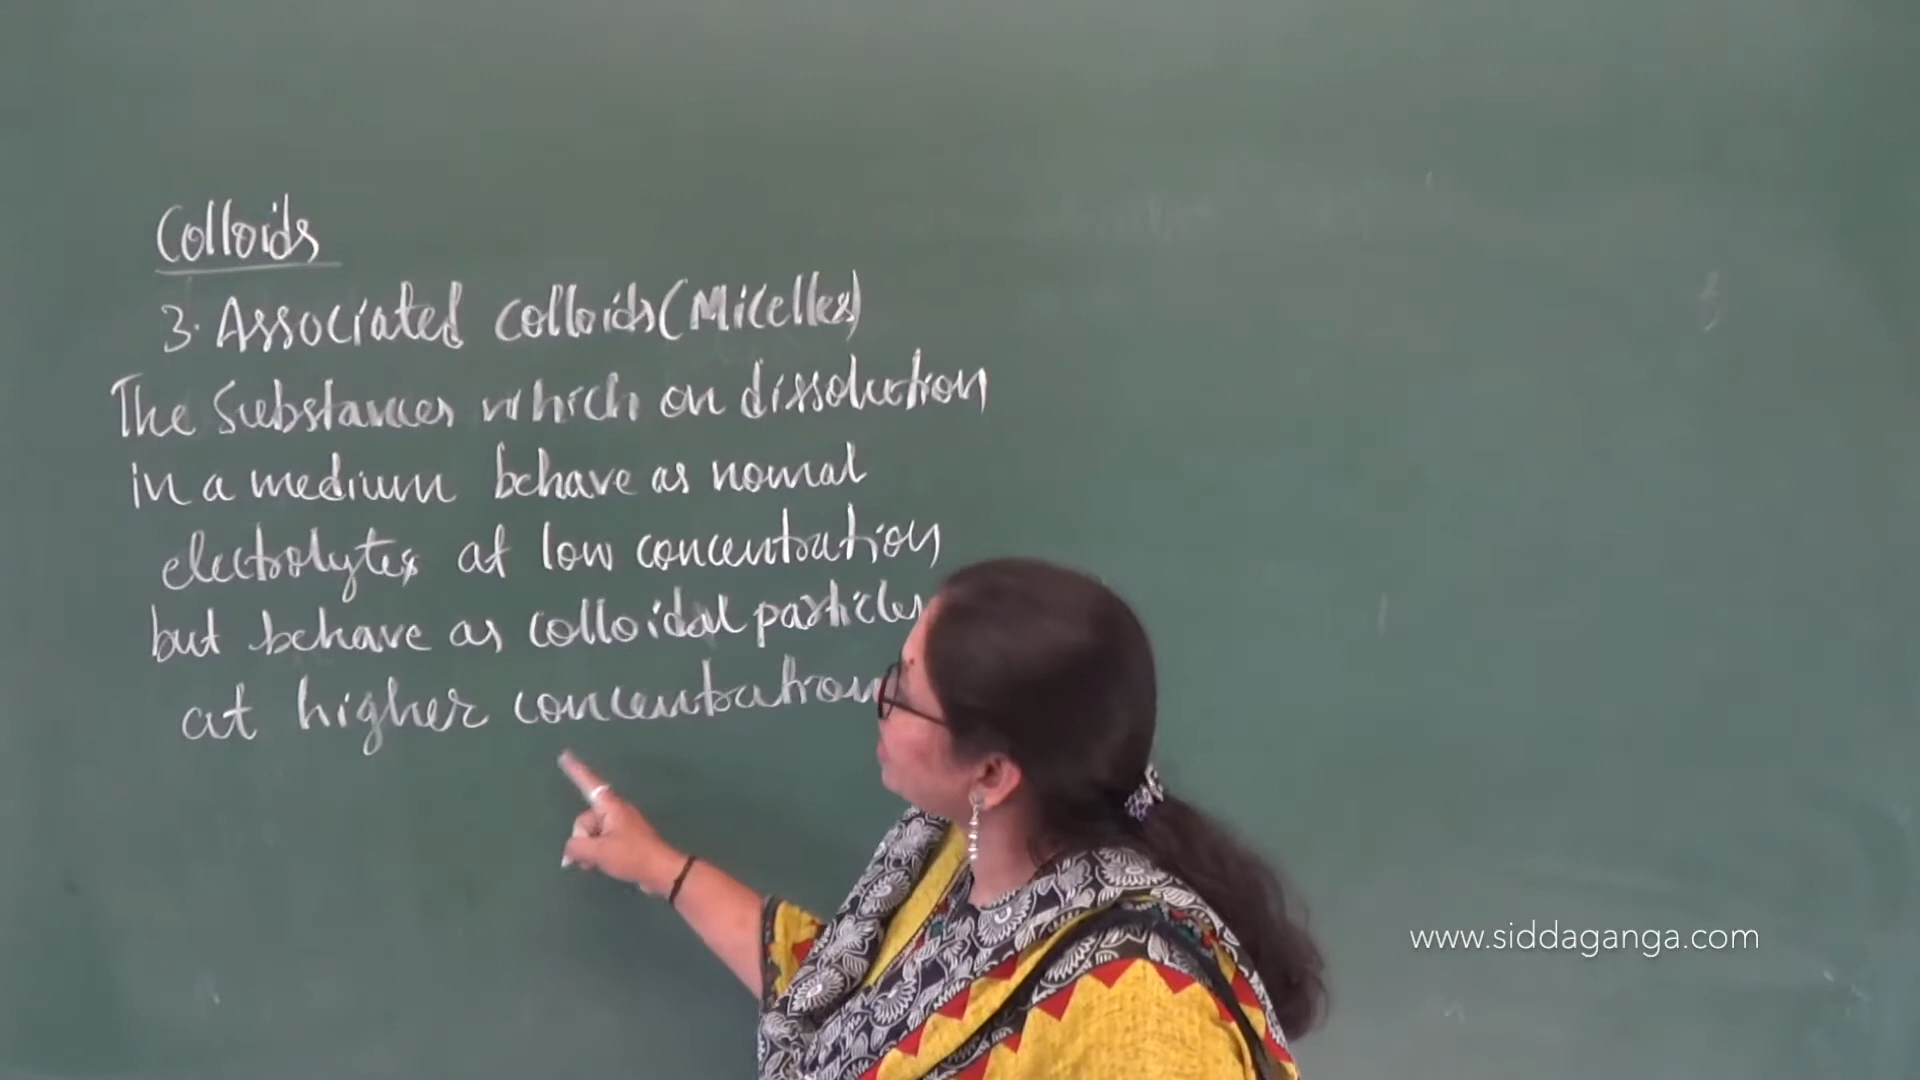 Colloids
3. Associated colloids (Micelles)
The Substances which on dissolution
in a medium behave as nomal
electrolytes at low concentration
but behave as colloidal particles
at higher concentration
www.siddaganga.com